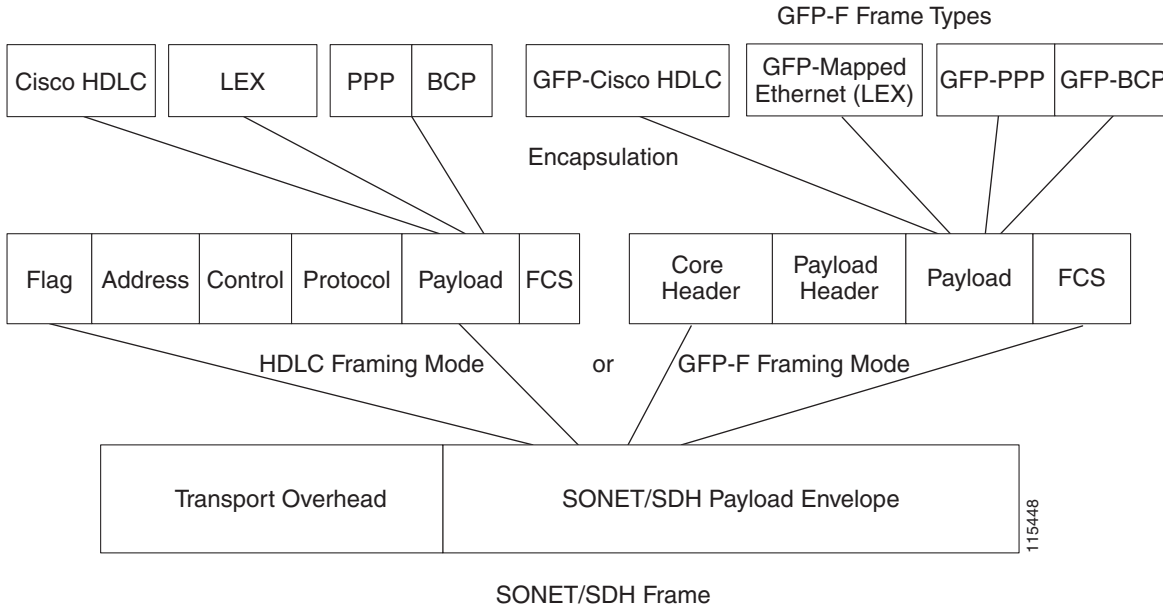 GFP-F Frame Types
Cisco HDLC
LEX
PPP
BCP
GFP-Cisco HDLC
GFP-Mapped
Ethernet (LEX)
GFP-PPP
GFP-BCP
Encapsulation
Flag
Address
Control
Protocol
Payload
FCS
Core
Header
Payload
Header
Payload
FCS
HDLC Framing Mode
or
GFP-F Framing Mode
Transport Overhead
SONET/SDH Payload Envelope
115448
SONET/SDH Frame